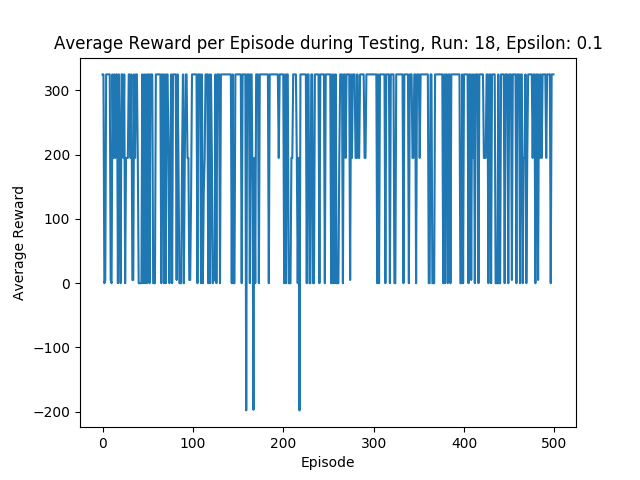 Average Reward per Episode during Testing, Run: 18, Epsilon: 0.1
300
200
100
0
−100
−200
Average Reward
0 100 200 300 400 500
Episode